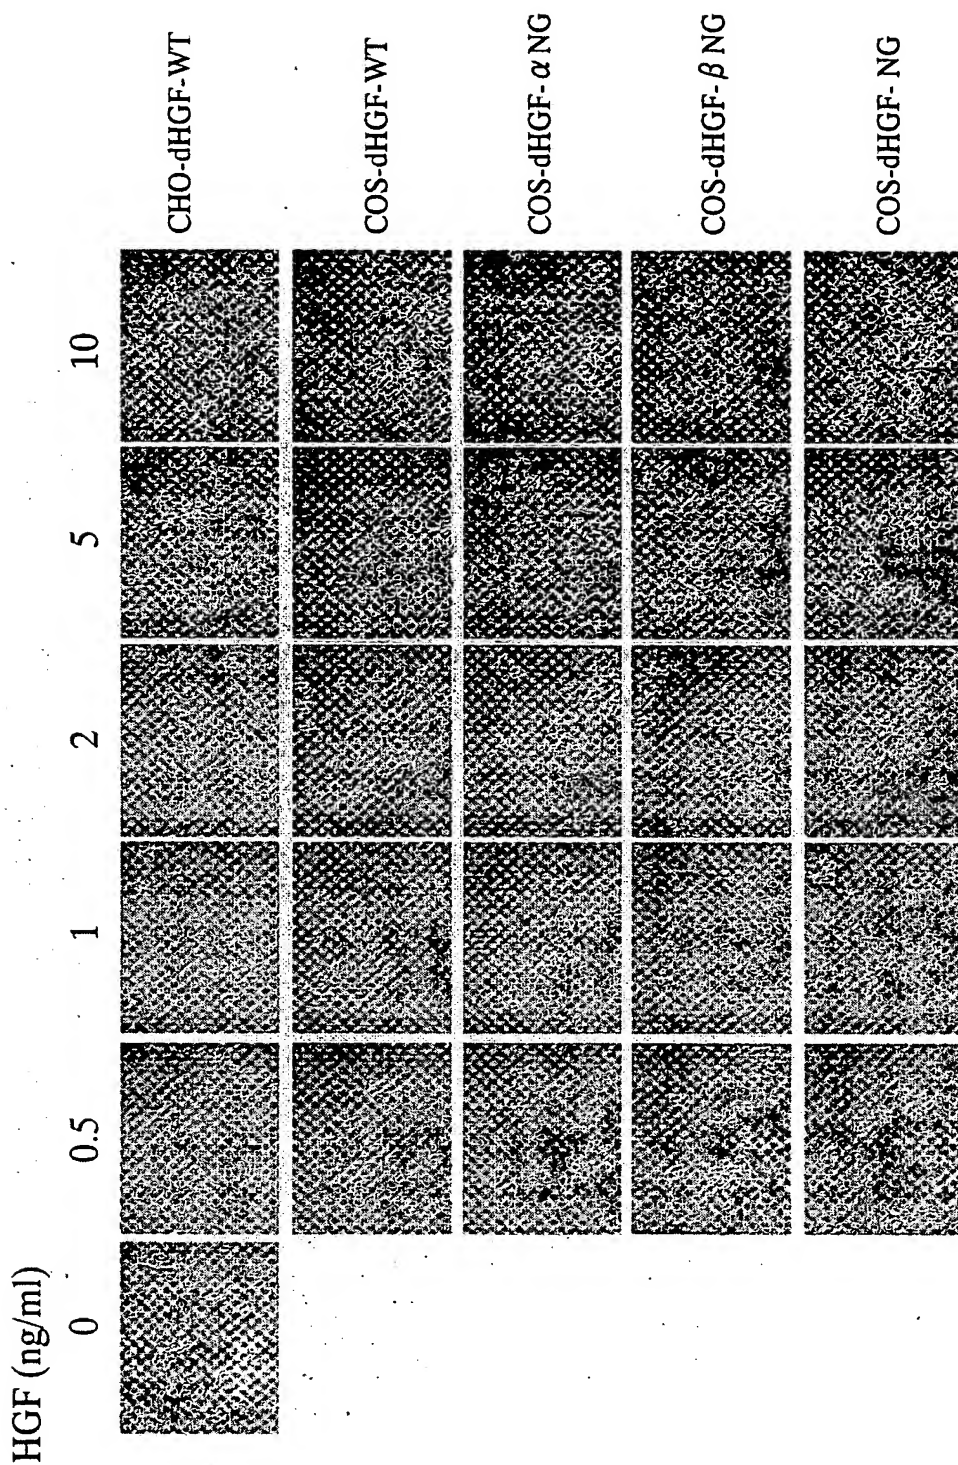 HGF (ng/ml)
0 0.5 1 2 5 10
CHO-dHGF-WT
COS-dHGF-WT
COS-dHGF-α NG
COS-dHGF-β NG
COS-dHGF- NG